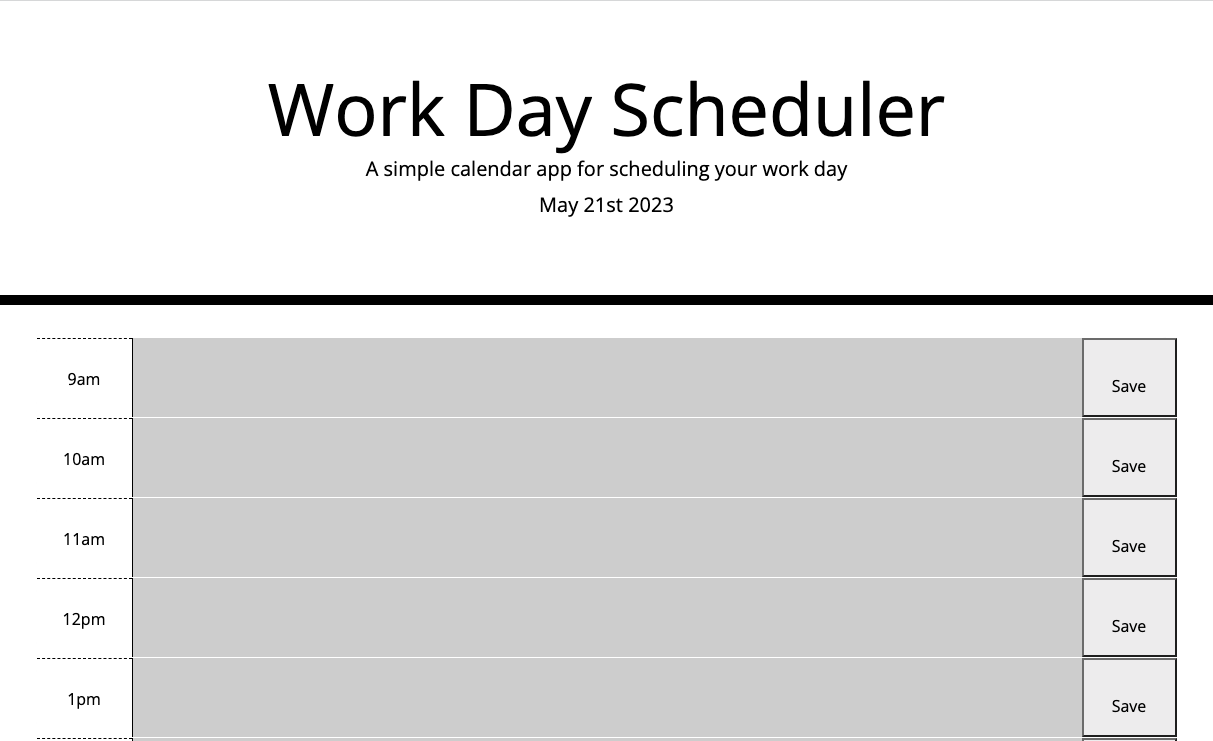 Work Day Scheduler
A simple calendar app for scheduling your work day
May 21st 2023
9am
Save
10am
Save
11am
Save
12pm
Save
1pm
Save